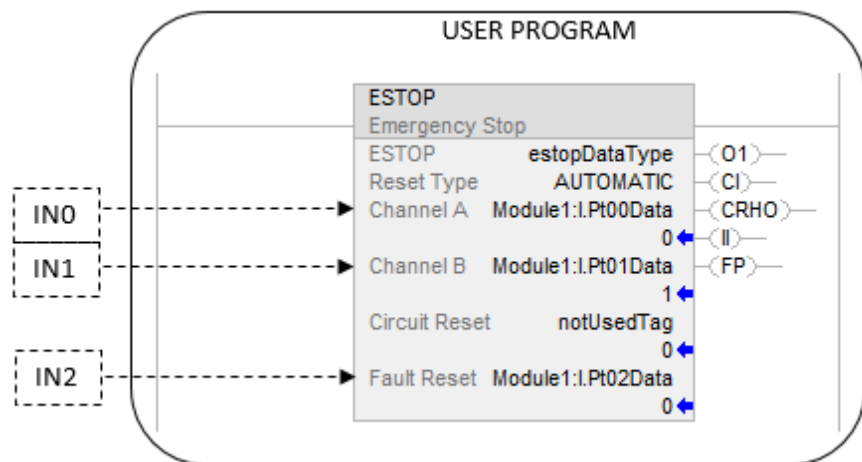 USER PROGRAM
ESTOP
Emergency Stop
ESTOP estopDataType O1
Reset Type AUTOMATIC CI
IN0 Channel A Module1:I.Pt00Data CRHO
0 II
IN1 Channel B Module1:I.Pt01Data FP
1
Circuit Reset notUsedTag
0
IN2 Fault Reset Module1:I.Pt02Data
0